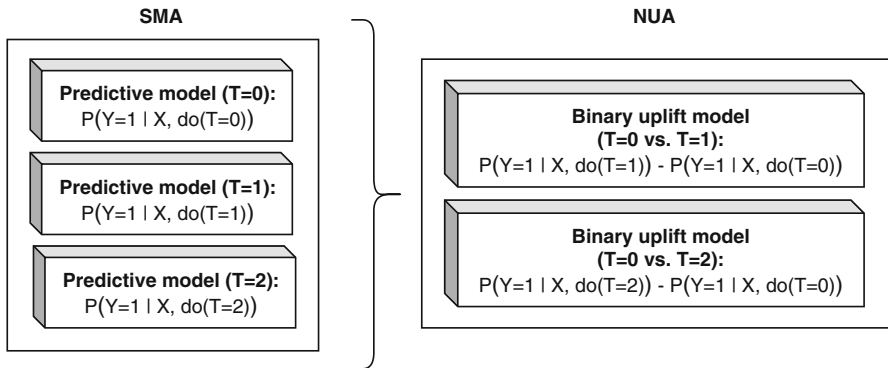 SMA
Predictive model (T=0):
P(Y=1 | X, do(T=0))
Predictive model (T=1):
P(Y=1 | X, do(T=1))
Predictive model (T=2):
P(Y=1 | X, do(T=2))
NUA
Binary uplift model
(T=0 vs. T=1):
P(Y=1 | X, do(T=1)) - P(Y=1 | X, do(T=0))
Binary uplift model
(T=0 vs. T=2):
P(Y=1 | X, do(T=2)) - P(Y=1 | X, do(T=0))